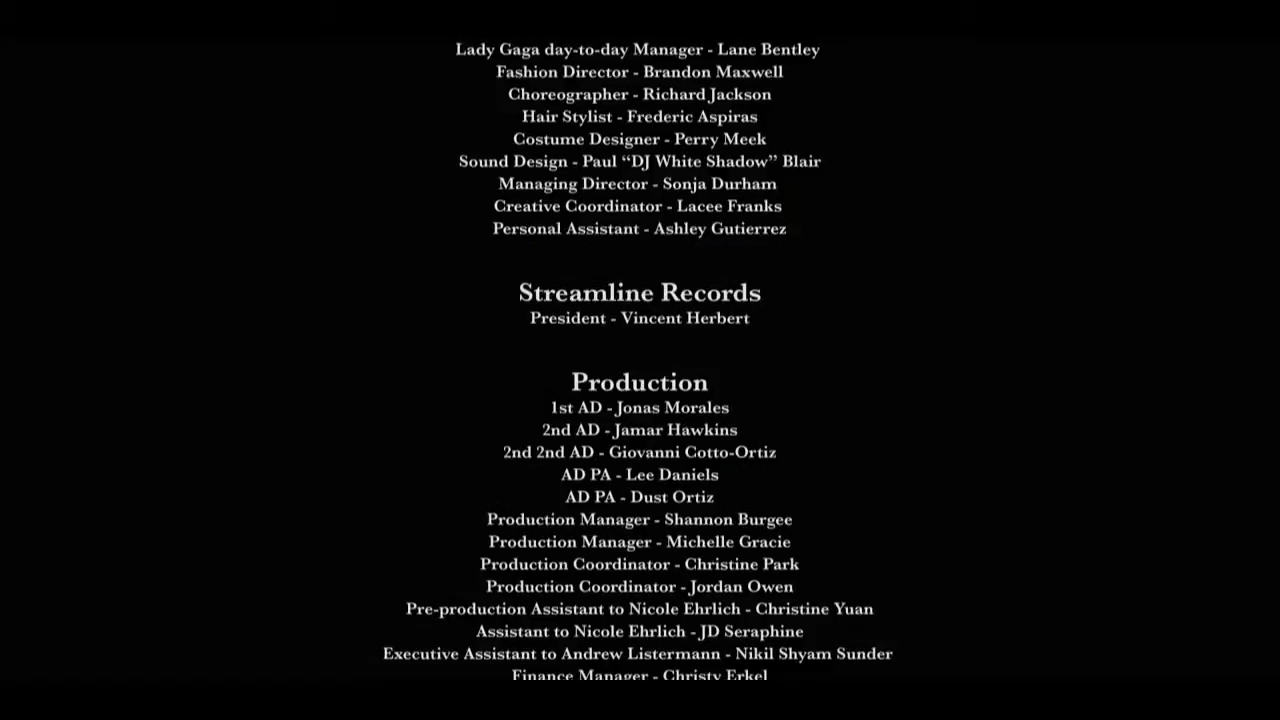 Lady Gaga day-to-day Manager - Lane Bentley
Fashion Director - Brandon Maxwell
Choreographer - Richard Jackson
Hair Stylist - Frederic Aspiras
Costume Designer - Perry Meek
Sound Design - Paul “DJ White Shadow” Blair
Managing Director - Sonja Durham
Creative Coordinator - Lacee Franks
Personal Assistant - Ashley Gutierrez
Streamline Records
President - Vincent Herbert
Production
1st AD - Jonas Morales
2nd AD - Jamar Hawkins
2nd 2nd AD - Giovanni Cotto-Ortiz
AD PA - Lee Daniels
AD PA - Dust Ortiz
Production Manager - Shannon Burgee
Production Manager - Michelle Gracie
Production Coordinator - Christine Park
Production Coordinator - Jordan Owen
Pre-production Assistant to Nicole Ehrlich - Christine Yuan
Assistant to Nicole Ehrlich - JD Seraphine
Executive Assistant to Andrew Listermann - Nikil Shyam Sunder
Finance Manager - Christy Erkel